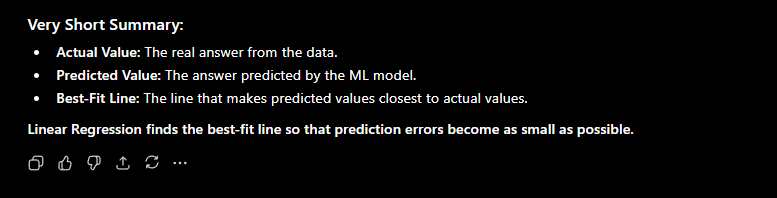 Very Short Summary:
• Actual Value: The real answer from the data.
• Predicted Value: The answer predicted by the ML model.
• Best-Fit Line: The line that makes predicted values closest to actual values.
Linear Regression finds the best-fit line so that prediction errors become as small as possible.